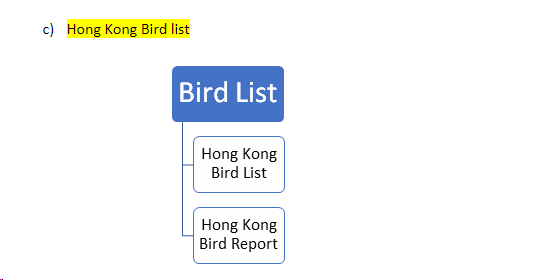 c) Hong Kong Bird list
Bird List
Hong Kong
Bird List
Hong Kong
Bird Report